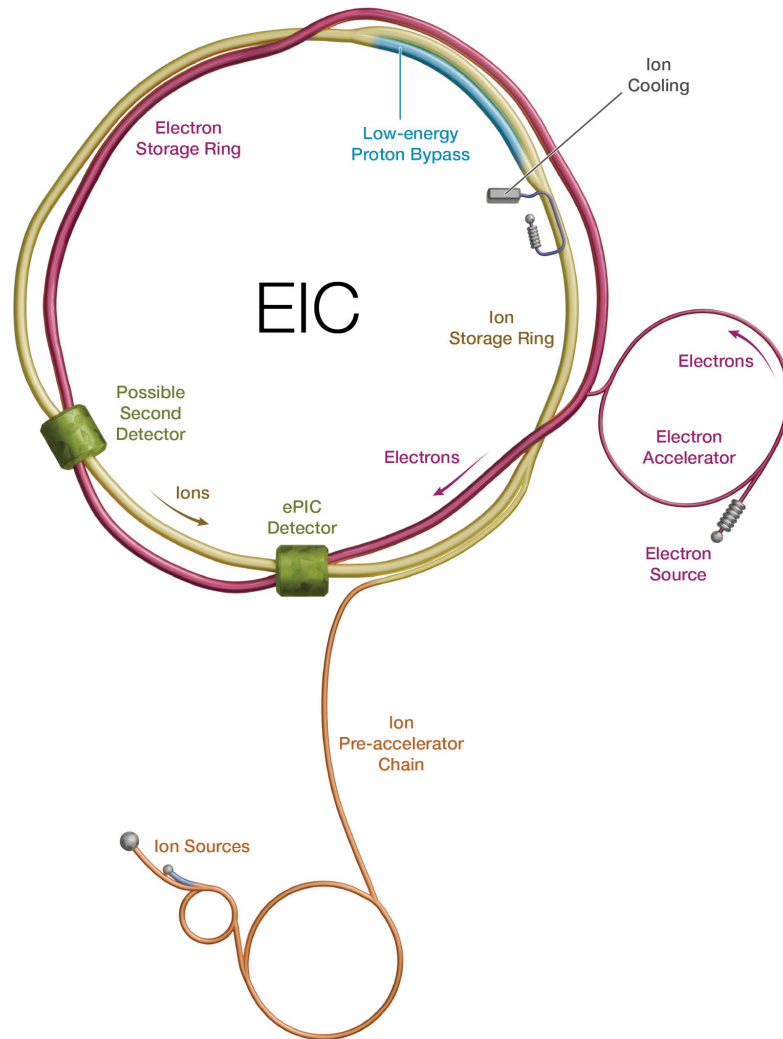 Ion
Cooling
Electron
Storage Ring
Low-energy
Proton Bypass
EIC
Ion
Storage Ring
Electrons
Possible
Second
Detector
Electrons
Electron
Accelerator
Ions
ePIC
Detector
Electron
Source
Ion
Pre-accelerator
Chain
Ion Sources